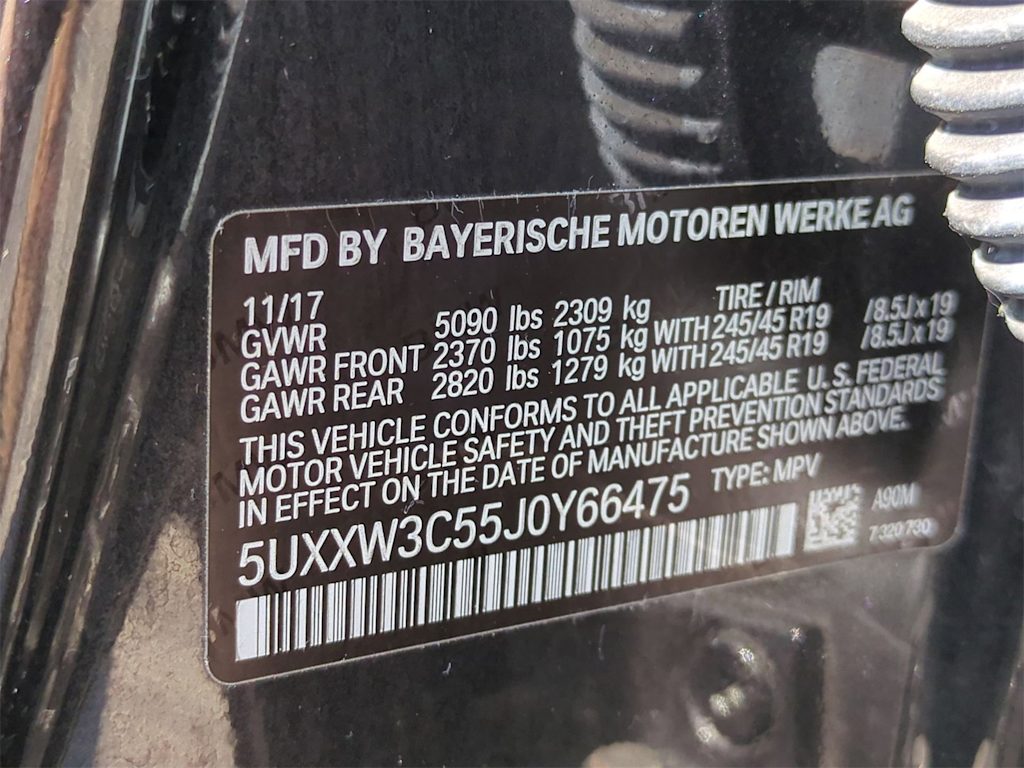 MFD BY BAYERISCHE MOTOREN WERKE AG
11/17 TIRE / RIM
GVWR 5090 lbs 2309 kg
GAWR FRONT 2370 lbs 1075 kg WITH 245/45 R19 /8.5J x 19
GAWR REAR 2820 lbs 1279 kg WITH 245/45 R19 /8.5J x 19
THIS VEHICLE CONFORMS TO ALL APPLICABLE U.S. FEDERAL
MOTOR VEHICLE SAFETY AND THEFT PREVENTION STANDARDS
IN EFFECT ON THE DATE OF MANUFACTURE SHOWN ABOVE.
5UXXW3C55J0Y66475 TYPE: MPV
A90M
7 320 730